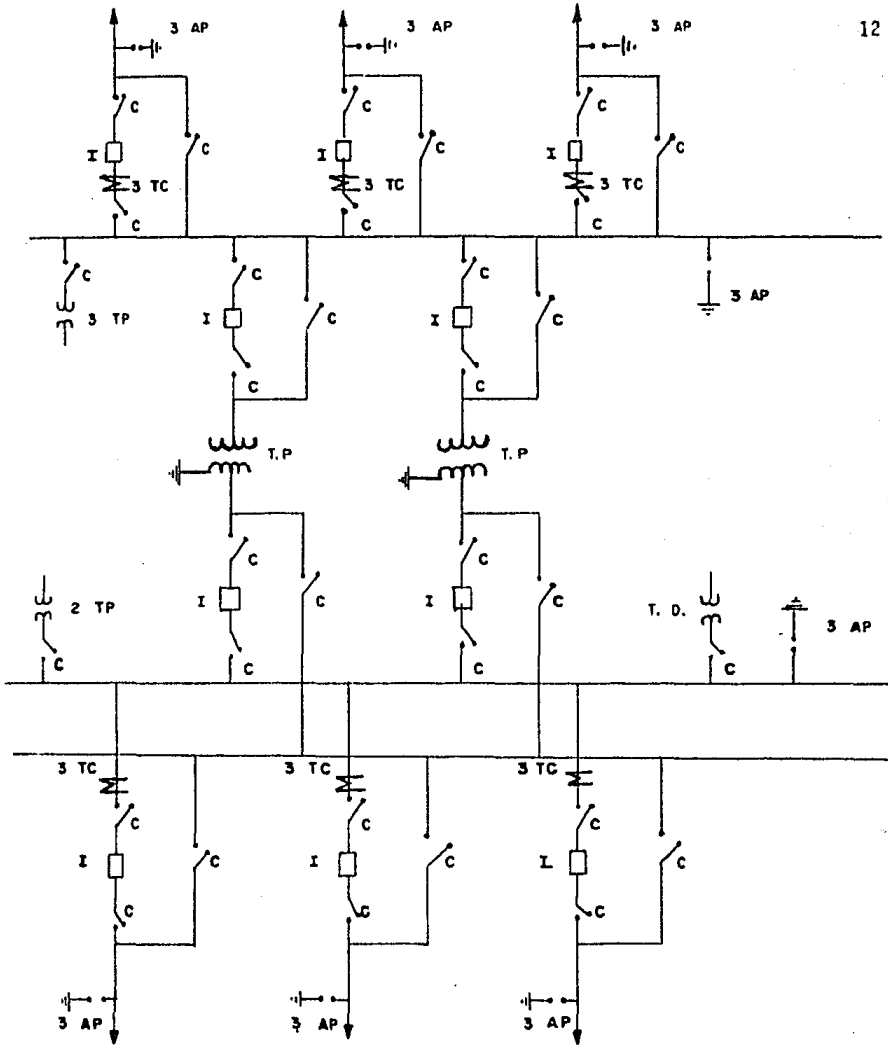 12
3 AP 3 AP 3 AP
C C C
C C C
I I I
3 TC 3 TC 3 TC
C C C
C C C
3 TP I C I C 3 AP
C C
T.P T.P
C C
2 TP I C I C T. D. 3 AP
C C C C
3 TC 3 TC 3 TC
C C C
I C I C I C
C C C
3 AP 3 AP 3 AP